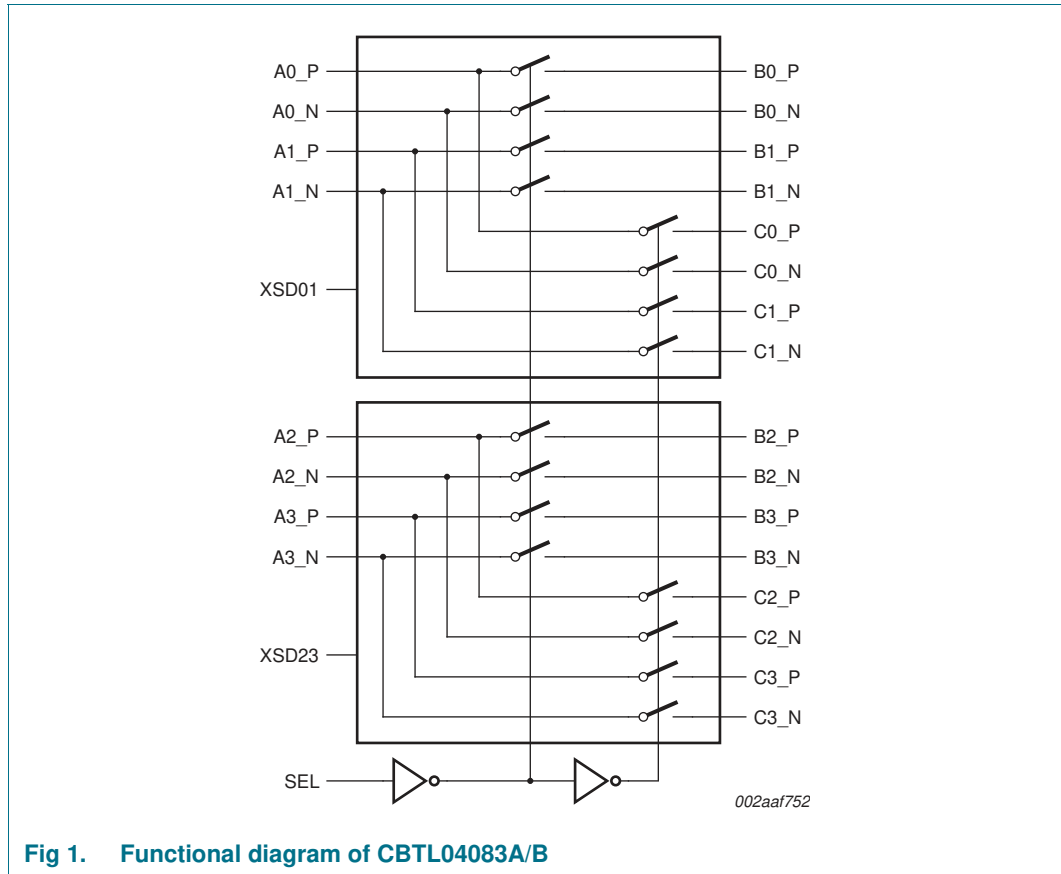 A0_P
B0_P
A0_N
B0_N
A1_P
B1_P
A1_N
B1_N
C0_P
C0_N
XSD01
C1_P
C1_N
A2_P
B2_P
A2_N
B2_N
A3_P
B3_P
A3_N
B3_N
C2_P
C2_N
XSD23
C3_P
C3_N
SEL
002aaf752
Fig 1. Functional diagram of CBTL04083A/B